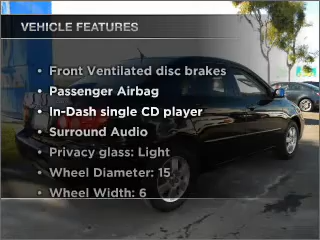 VEHICLE FEATURES
• Front Ventilated disc brakes
• Passenger Airbag
• In-Dash single CD player
• Surround Audio
• Privacy glass: Light
• Wheel Diameter: 15
• Wheel Width: 6